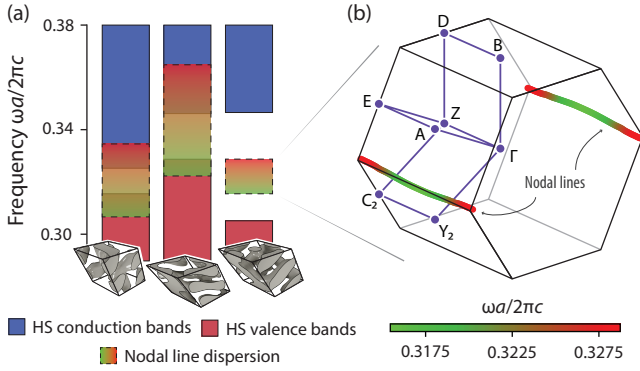 (a)
Frequency ωa/2πc
0.38
0.34
0.30
HS conduction bands
HS valence bands
Nodal line dispersion
(b)
D
B
E
Z
A
Γ
C₂
Y₂
Nodal lines
ωa/2πc
0.3175
0.3225
0.3275